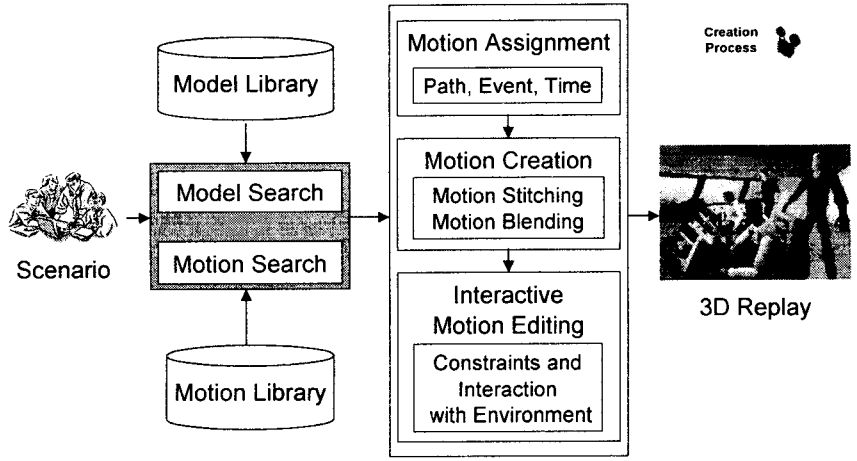 Creation
Process
Model Library
Model Search
Motion Search
Scenario
Motion Library
Motion Assignment
Path, Event, Time
Motion Creation
Motion Stitching
Motion Blending
Interactive
Motion Editing
Constraints and
Interaction
with Environment
3D Replay